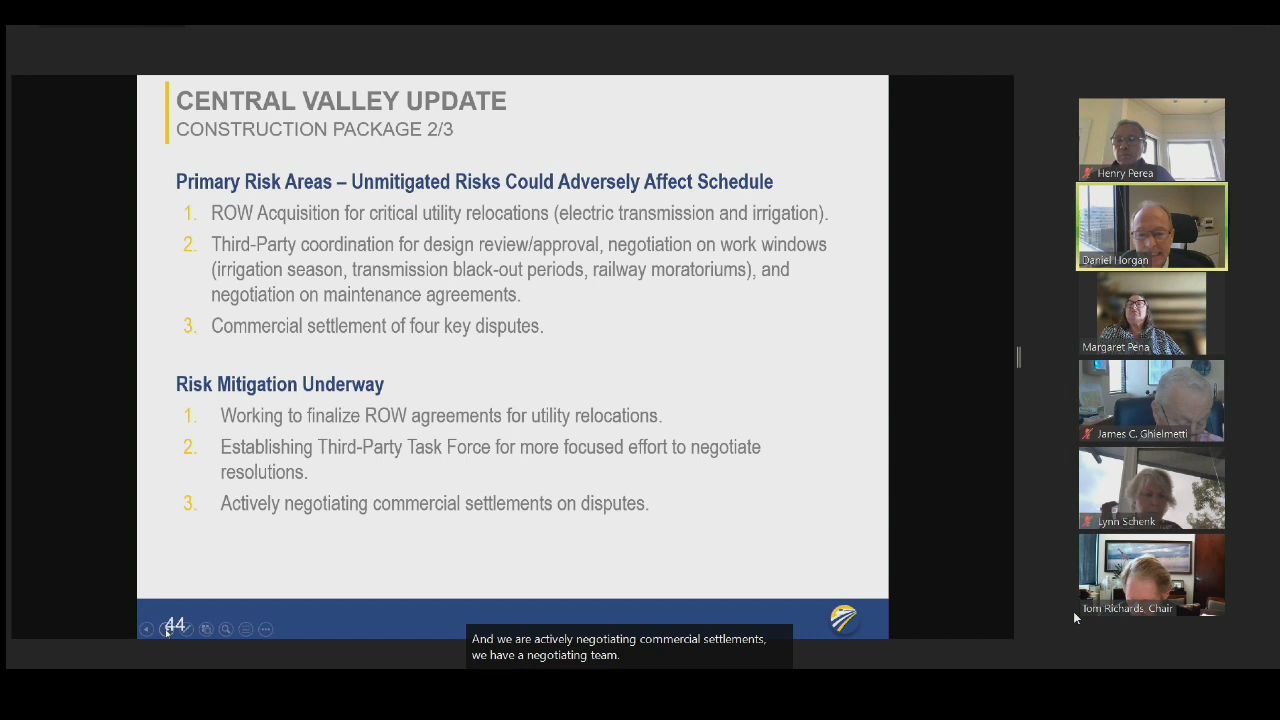 CENTRAL VALLEY UPDATE
CONSTRUCTION PACKAGE 2/3
Primary Risk Areas – Unmitigated Risks Could Adversely Affect Schedule
1. ROW Acquisition for critical utility relocations (electric transmission and irrigation).
2. Third-Party coordination for design review/approval, negotiation on work windows
(irrigation season, transmission black-out periods, railway moratoriums), and
negotiation on maintenance agreements.
3. Commercial settlement of four key disputes.
Risk Mitigation Underway
1. Working to finalize ROW agreements for utility relocations.
2. Establishing Third-Party Task Force for more focused effort to negotiate
resolutions.
3. Actively negotiating commercial settlements on disputes.
44
And we are actively negotiating commercial settlements,
we have a negotiating team.
Henry Perea
Daniel Horgan
Margaret Pena
James C. Ghielmetti
Lynn Schenk
Tom Richards, Chair